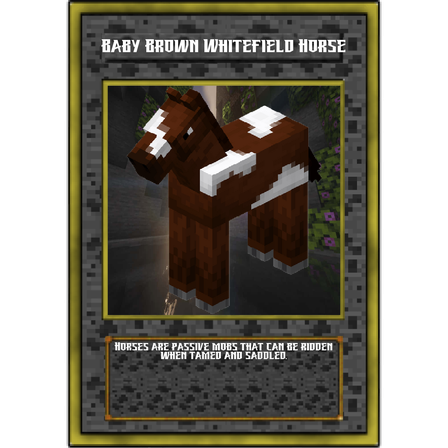 Baby Brown Whitefield Horse
Horses are passive mobs that can be ridden
when tamed and saddled.